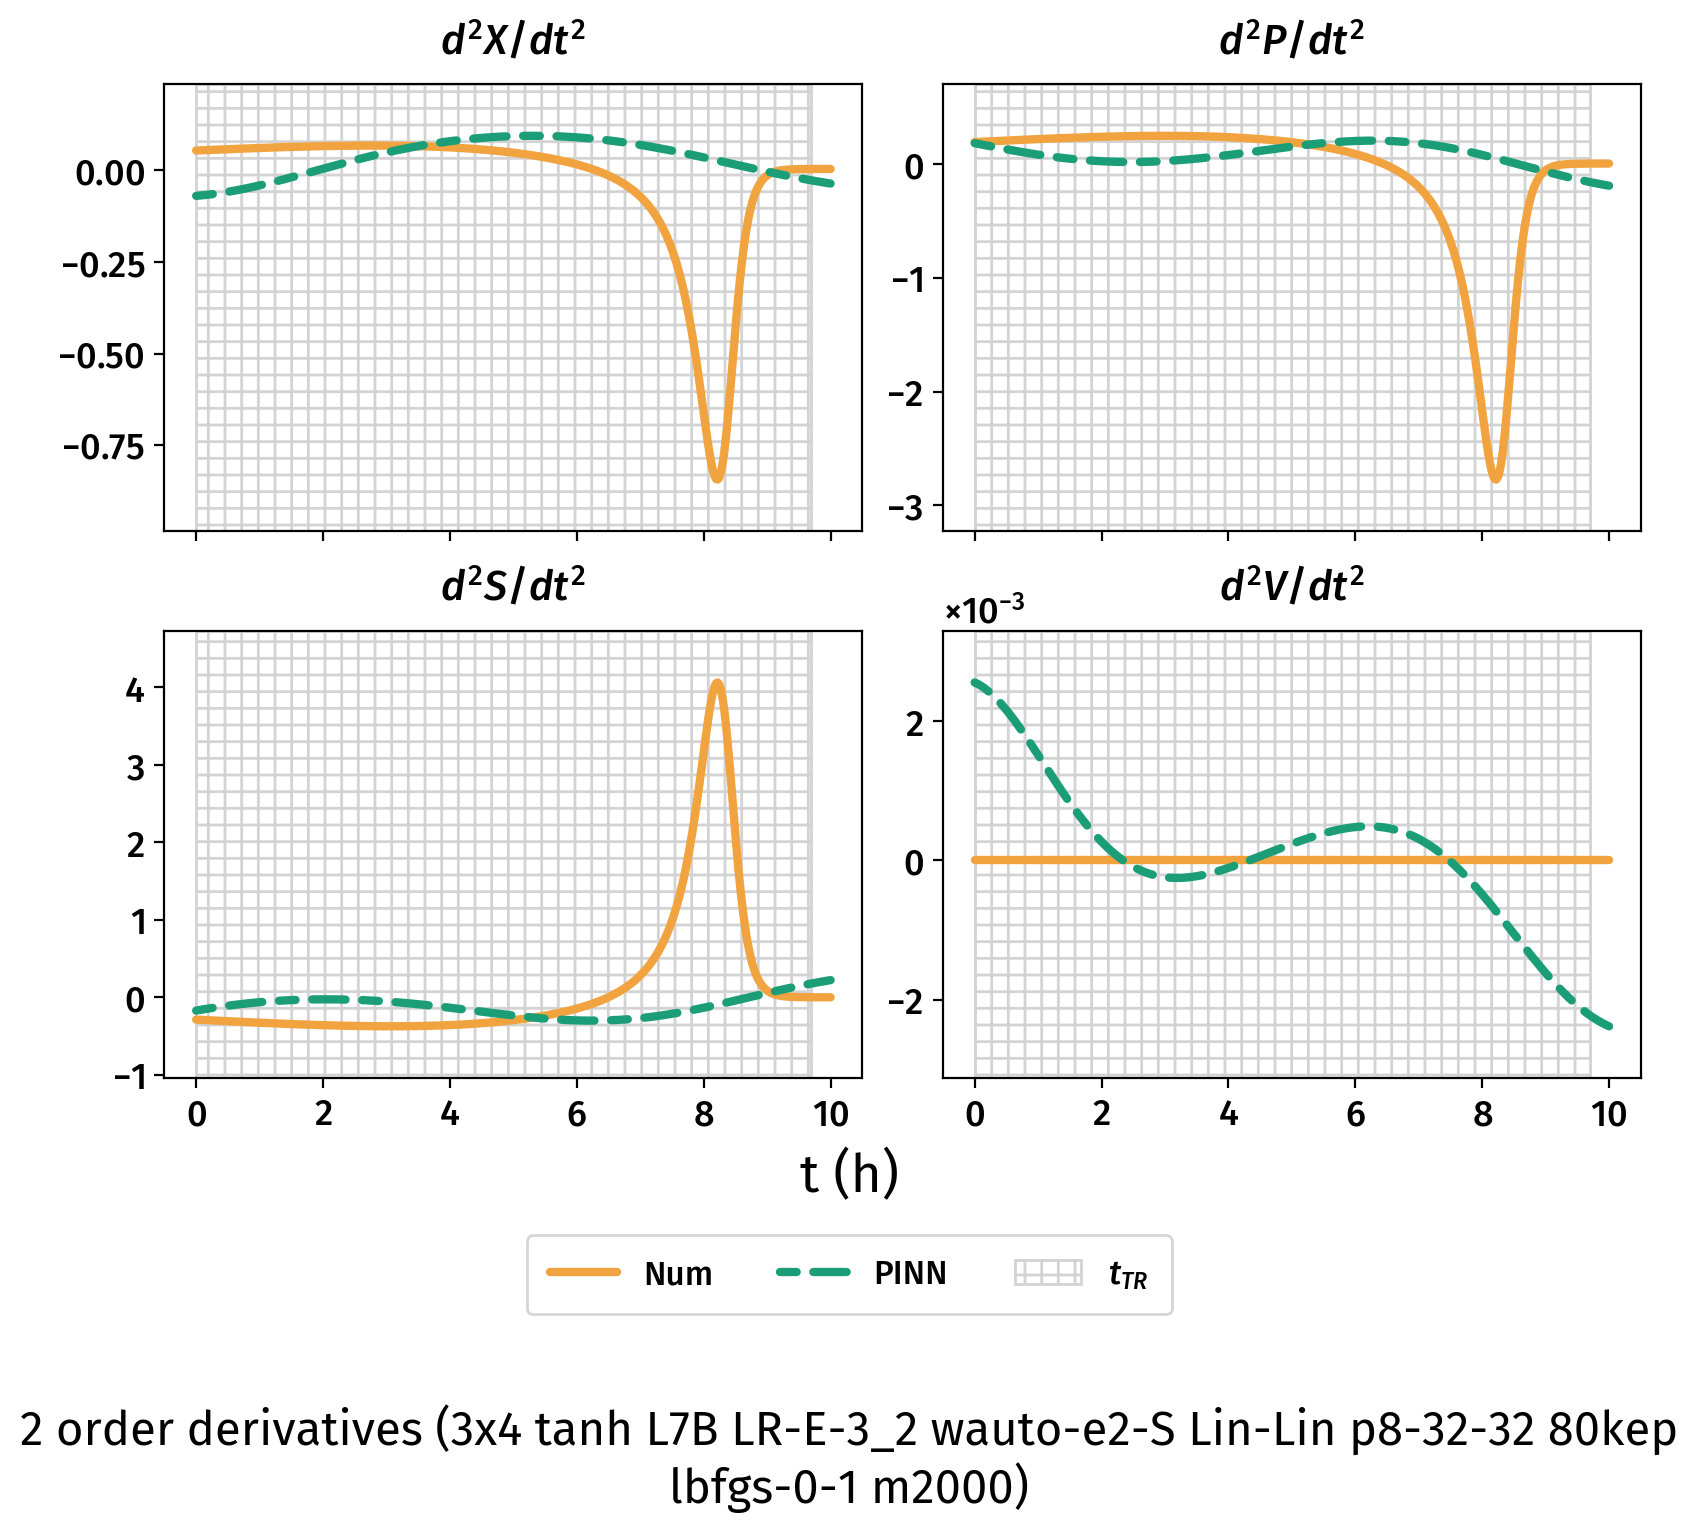 d²X/dt²
d²P/dt²
0.00
−0.25
−0.50
−0.75
0
−1
−2
−3
d²S/dt²
d²V/dt²
×10⁻³
4
3
2
1
0
−1
2
0
−2
0 2 4 6 8 10
0 2 4 6 8 10
t (h)
Num PINN t_TR
2 order derivatives (3x4 tanh L7B LR-E-3_2 wauto-e2-S Lin-Lin p8-32-32 80kep
lbfgs-0-1 m2000)